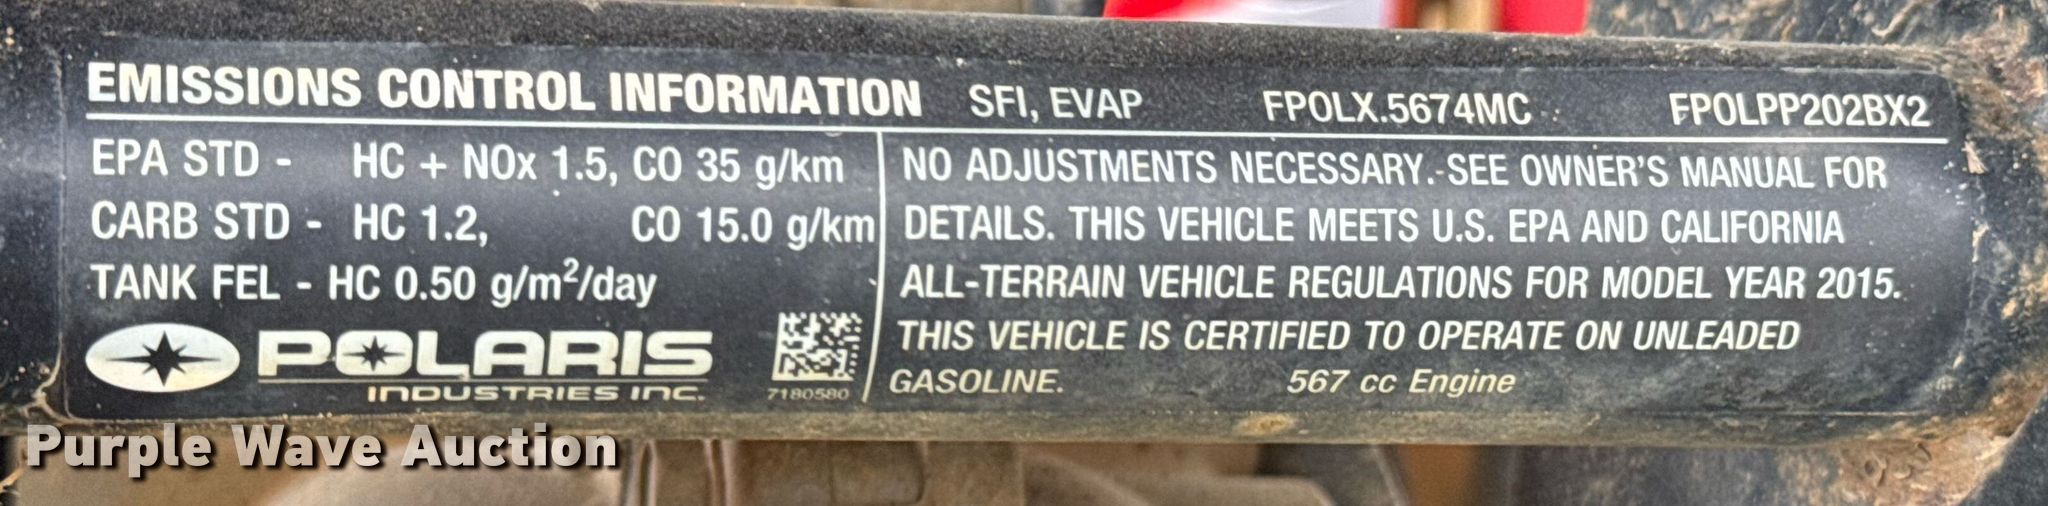 EMISSIONS CONTROL INFORMATION SFI, EVAP FPOLX.5674MC FPOLPP202BX2
EPA STD - HC + NOx 1.5, CO 35 g/km
CARB STD - HC 1.2, CO 15.0 g/km
TANK FEL - HC 0.50 g/m²/day
POLARIS
INDUSTRIES INC.
7180580
NO ADJUSTMENTS NECESSARY. SEE OWNER'S MANUAL FOR
DETAILS. THIS VEHICLE MEETS U.S. EPA AND CALIFORNIA
ALL-TERRAIN VEHICLE REGULATIONS FOR MODEL YEAR 2015.
THIS VEHICLE IS CERTIFIED TO OPERATE ON UNLEADED
GASOLINE. 567 cc Engine
Purple Wave Auction